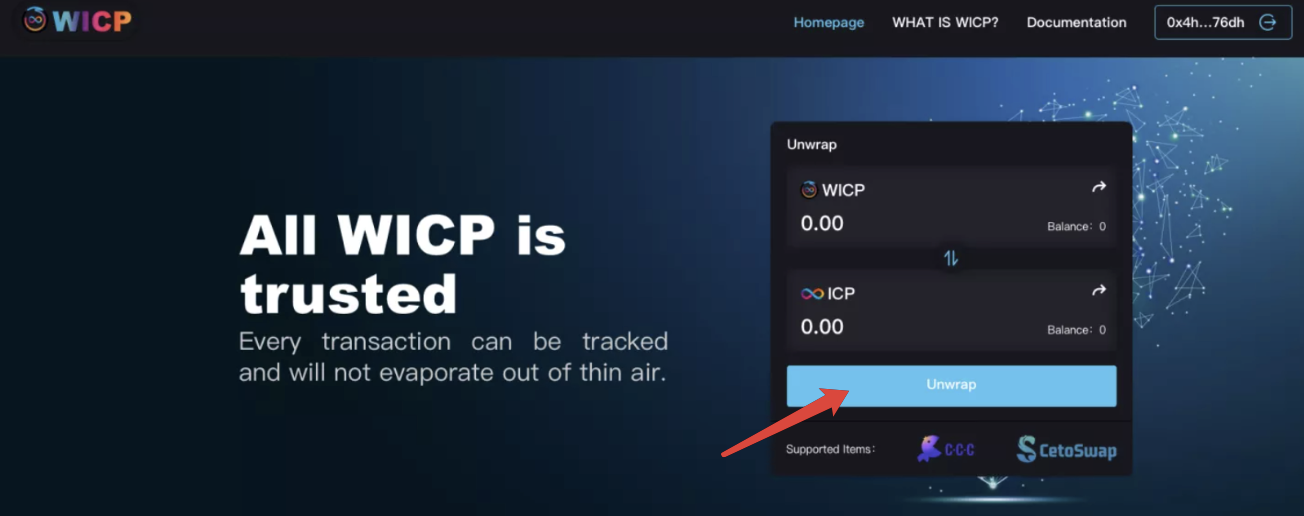 WICP
Homepage WHAT IS WICP? Documentation 0x4h...76dh
Unwrap
WICP
0.00 Balance: 0
ICP
0.00 Balance: 0
Unwrap
Supported Items: C·C·C CetoSwap
All WICP is
trusted
Every transaction can be tracked
and will not evaporate out of thin air.